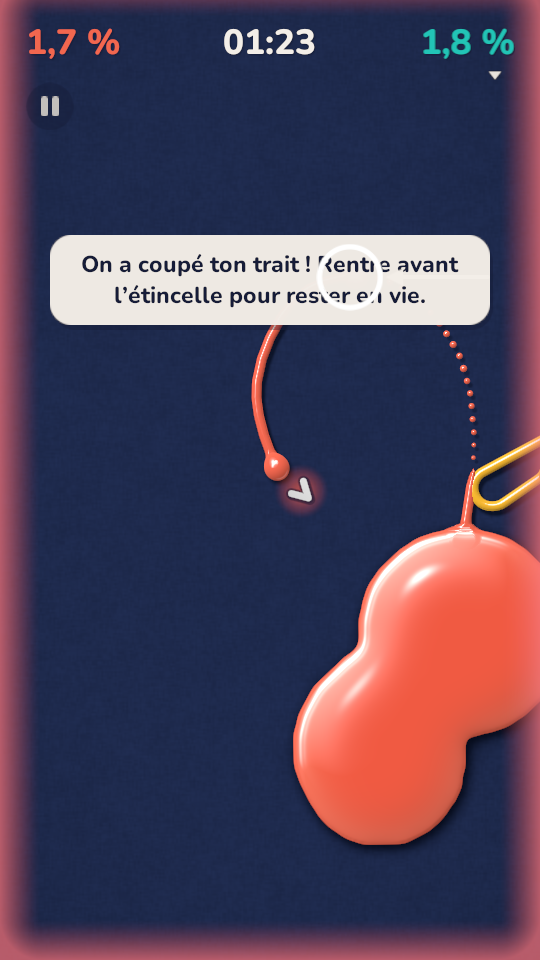 1,7 % 01:23 1,8 %
On a coupé ton trait ! Rentre avant
l’étincelle pour rester en vie.